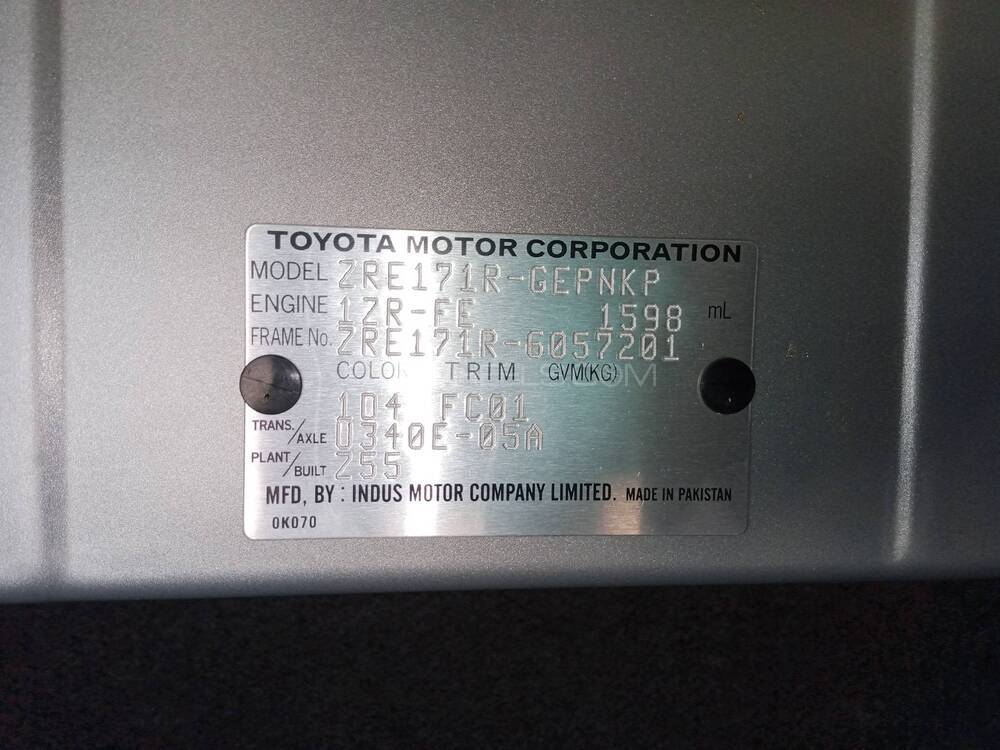 TOYOTA MOTOR CORPORATION
MODEL ZRE171R-GEPNKP
ENGINE 1ZR-FE 1598 mL
FRAME No. ZRE171R-6057201
COLOR TRIM GVM(KG)
104 FC01
TRANS./AXLE U340E-05A
PLANT/BUILT Z55
MFD, BY : INDUS MOTOR COMPANY LIMITED. MADE IN PAKISTAN
0K070